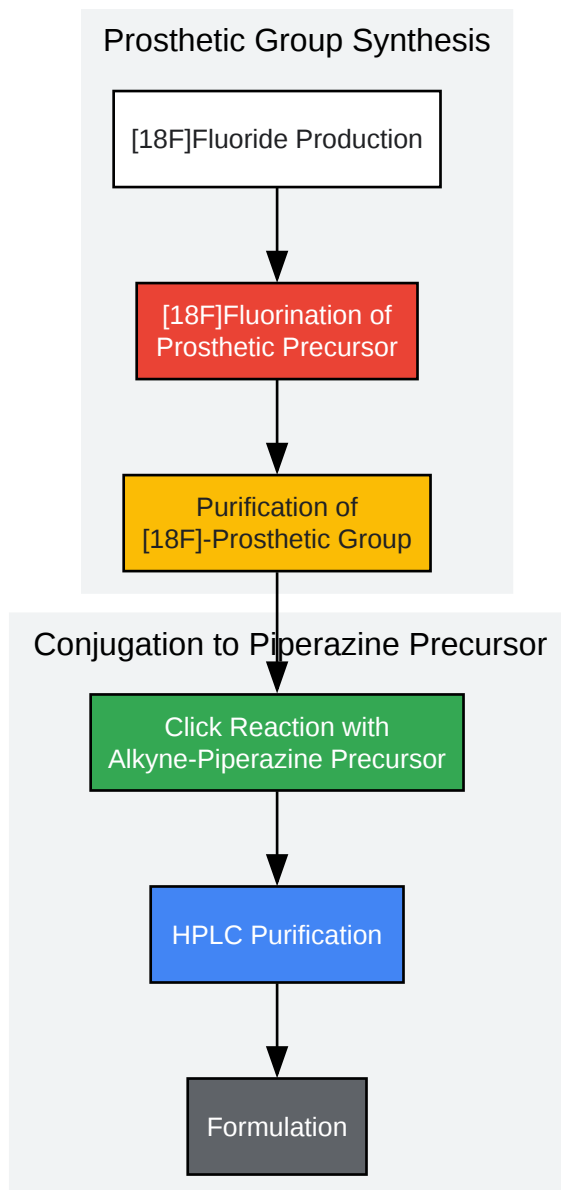 Prosthetic Group Synthesis
[18F]Fluoride Production
[18F]Fluorination of
Prosthetic Precursor
Purification of
[18F]-Prosthetic Group
Conjugation to Piperazine Precursor
Click Reaction with
Alkyne-Piperazine Precursor
HPLC Purification
Formulation